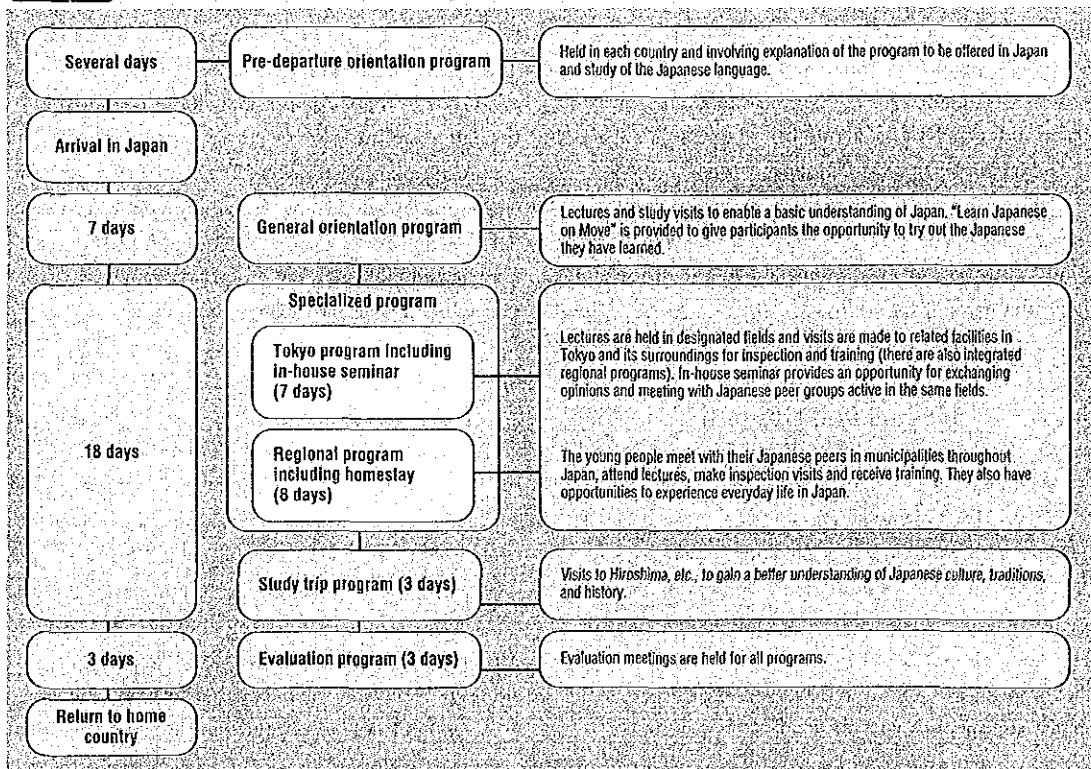 Several days
Pre-departure orientation program
Held in each country and involving explanation of the program to be offered in Japan
and study of the Japanese language.
Arrival in Japan
7 days
General orientation program
Lectures and study visits to enable a basic understanding of Japan. "Learn Japanese
on Move" is provided to give participants the opportunity to try out the Japanese
they have learned.
18 days
Specialized program
Tokyo program including
in-house seminar
(7 days)
Lectures are held in designated fields and visits are made to related facilities in
Tokyo and its surroundings for inspection and training (there are also integrated
regional programs). In-house seminar provides an opportunity for exchanging
opinions and meeting with Japanese peer groups active in the same fields.
Regional program
including homestay
(8 days)
The young people meet with their Japanese peers in municipalities throughout
Japan, attend lectures, make inspection visits and receive training. They also have
opportunities to experience everyday life in Japan.
Study trip program (3 days)
Visits to Hiroshima, etc., to gain a better understanding of Japanese culture, traditions,
and history.
3 days
Evaluation program (3 days)
Evaluation meetings are held for all programs.
Return to home
country